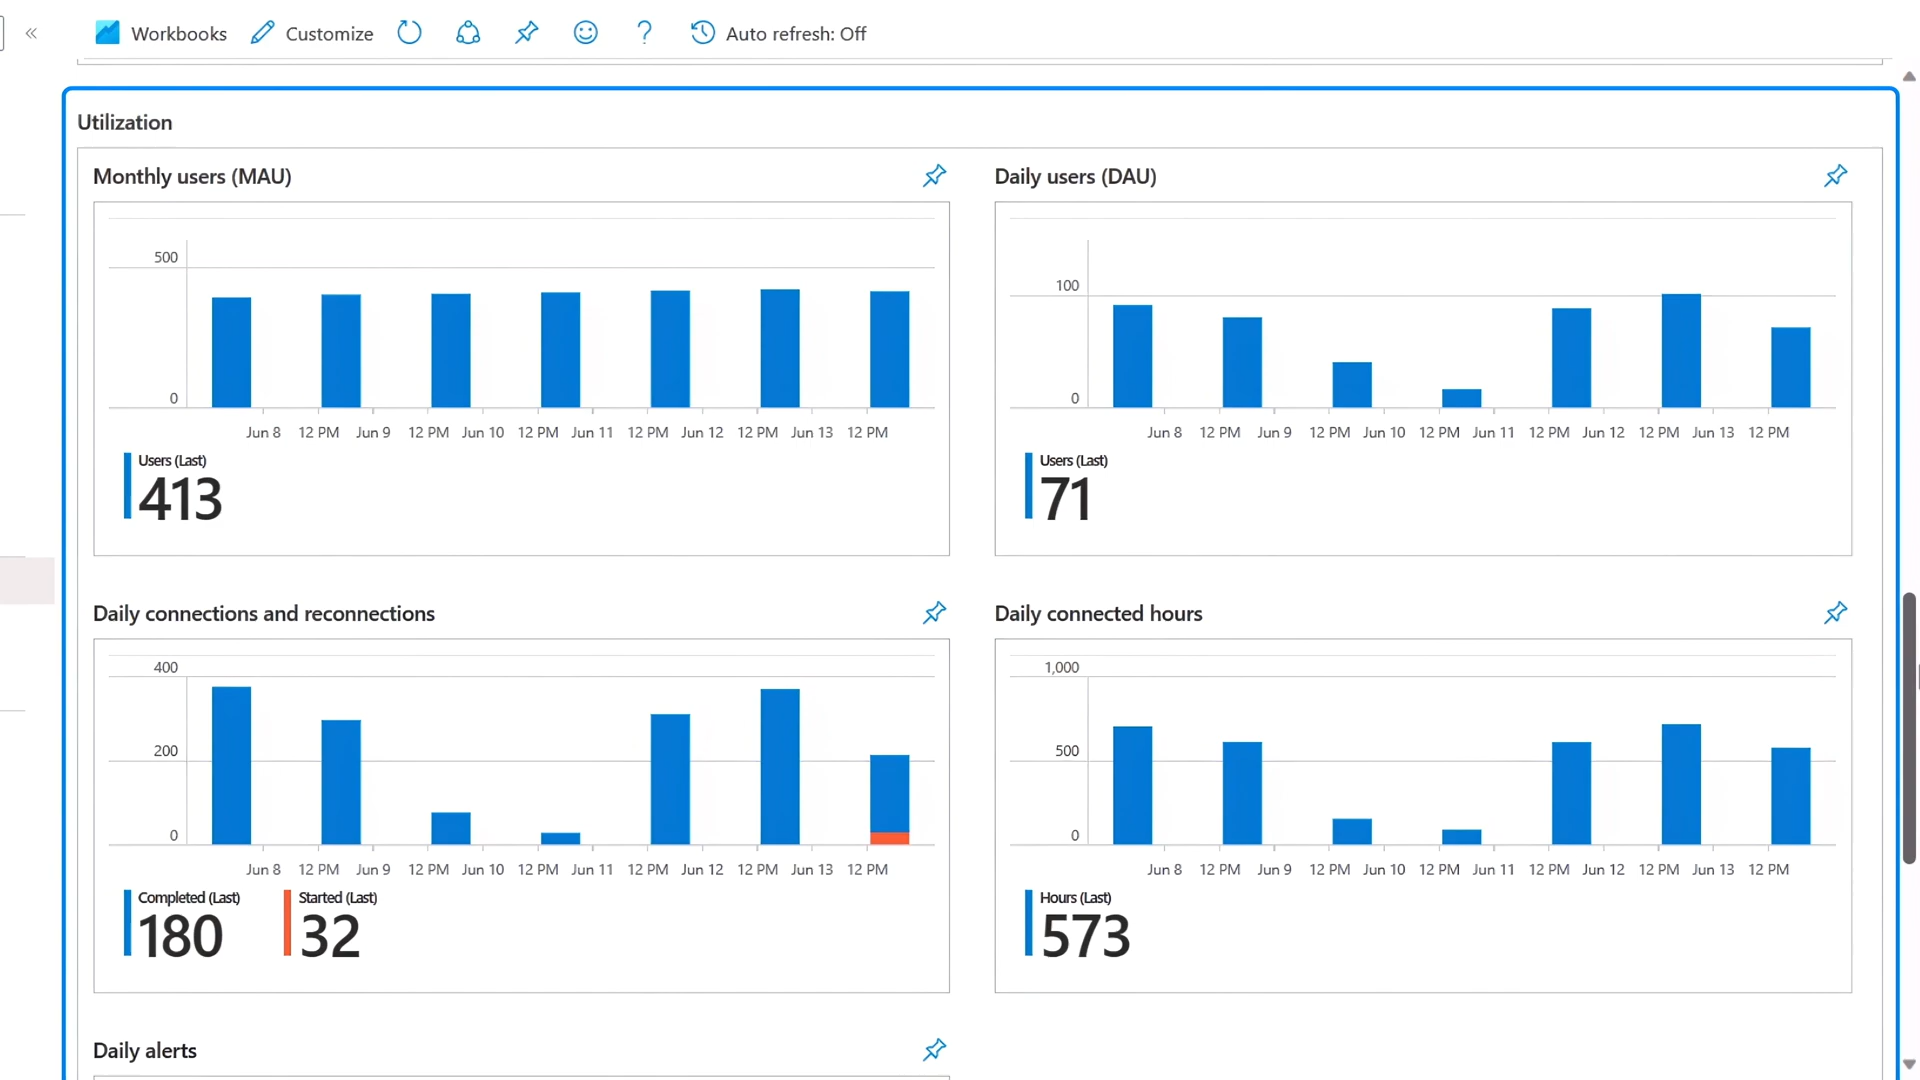 Workbooks Customize ? Auto refresh: Off
Utilization
Monthly users (MAU)
500
0
Jun 8 12 PM Jun 9 12 PM Jun 10 12 PM Jun 11 12 PM Jun 12 12 PM Jun 13 12 PM
Users (Last)
413
Daily users (DAU)
100
0
Jun 8 12 PM Jun 9 12 PM Jun 10 12 PM Jun 11 12 PM Jun 12 12 PM Jun 13 12 PM
Users (Last)
71
Daily connections and reconnections
400
200
0
Jun 8 12 PM Jun 9 12 PM Jun 10 12 PM Jun 11 12 PM Jun 12 12 PM Jun 13 12 PM
Completed (Last) Started (Last)
180 32
Daily connected hours
1,000
500
0
Jun 8 12 PM Jun 9 12 PM Jun 10 12 PM Jun 11 12 PM Jun 12 12 PM Jun 13 12 PM
Hours (Last)
573
Daily alerts